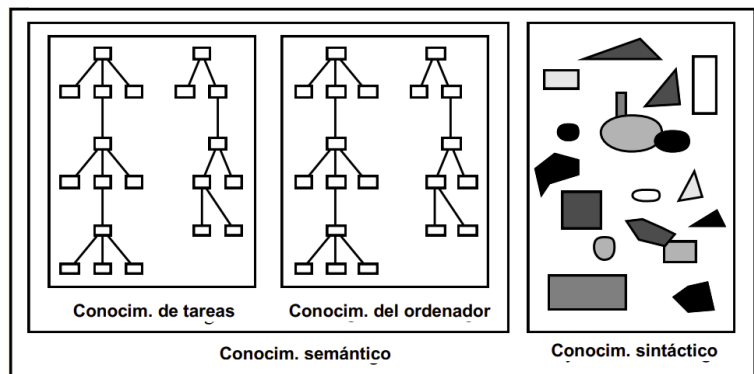 Conocim. de tareas
Conocim. del ordenador
Conocim. semántico
Conocim. sintáctico